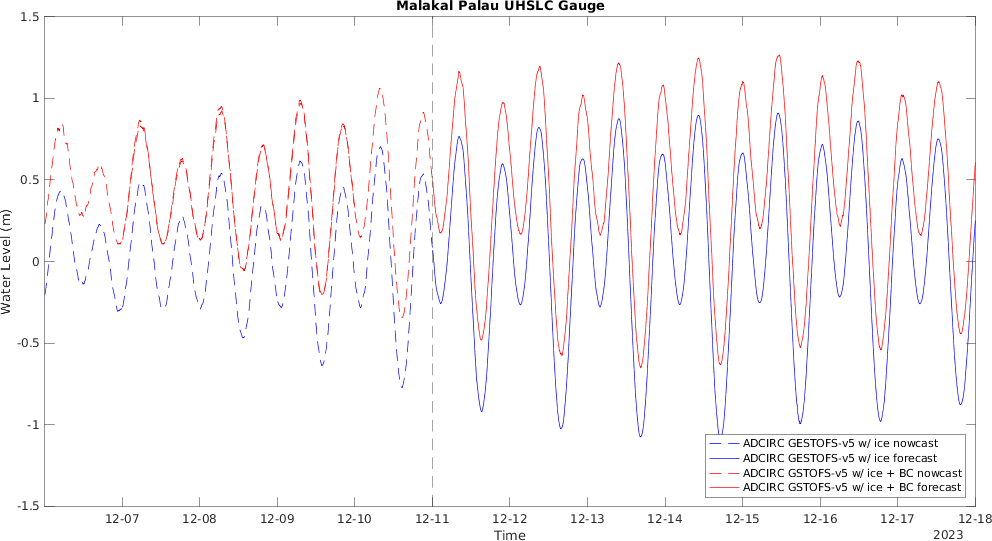 Malakal Palau UHSLC Gauge
1.5
1
0.5
0
-0.5
-1
-1.5
Water Level (m)
ADCIRC GESTOFS-v5 w/ ice nowcast
ADCIRC GESTOFS-v5 w/ ice forecast
ADCIRC GSTOFS-v5 w/ ice + BC nowcast
ADCIRC GSTOFS-v5 w/ ice + BC forecast
12-07 12-08 12-09 12-10 12-11 12-12 12-13 12-14 12-15 12-16 12-17 12-18
Time
2023